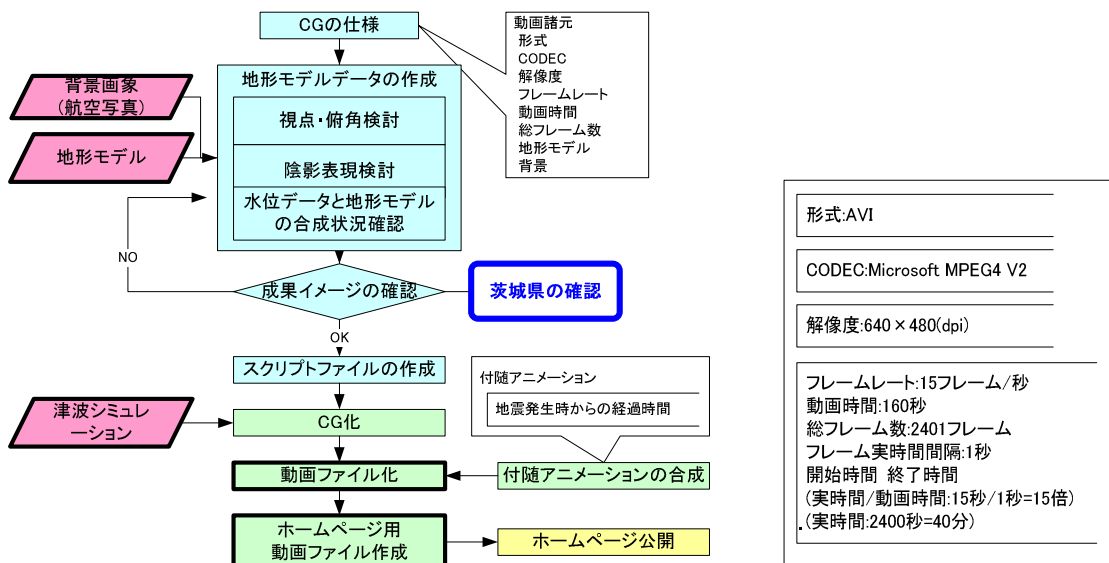 CGの仕様
動画諸元
形式
CODEC
解像度
フレームレート
動画時間
総フレーム数
地形モデル
背景
背景画象
(航空写真)
地形モデル
地形モデルデータの作成
視点・俯角検討
陰影表現検討
水位データと地形モデル
の合成状況確認
NO
成果イメージの確認
茨城県の確認
OK
スクリプトファイルの作成
津波シミュレ
ーション
CG化
付随アニメーション
地震発生時からの経過時間
動画ファイル化
付随アニメーションの合成
ホームページ用
動画ファイル作成
ホームページ公開
形式:AVI
CODEC:Microsoft MPEG4 V2
解像度:640×480(dpi)
フレームレート:15フレーム/秒
動画時間:160秒
総フレーム数:2401フレーム
フレーム実時間間隔:1秒
開始時間 終了時間
(実時間/動画時間:15秒/1秒=15倍)
.(実時間:2400秒=40分)